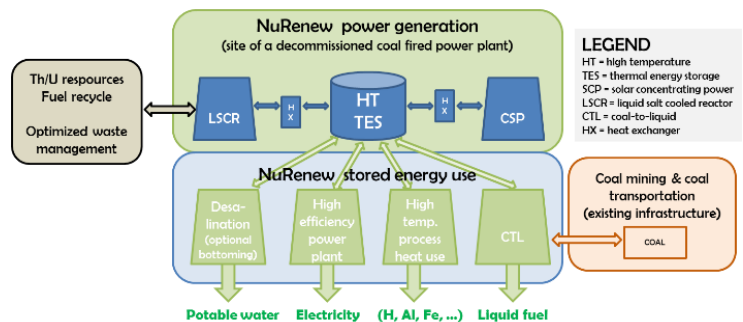 NuRenew power generation
(site of a decommissioned coal fired power plant)
LEGEND
HT = high temperature
TES = thermal energy storage
SCP = solar concentrating power
LSCR = liquid salt cooled reactor
CTL = coal-to-liquid
HX = heat exchanger
Th/U respources
Fuel recycle
Optimized waste
management
LSCR
H
X
HT
TES
H
X
CSP
NuRenew stored energy use
Desa-
lination
(optional
bottoming)
High
efficiency
power
plant
High
temp.
process
heat use
CTL
Coal mining & coal
transportation
(existing infrastructure)
COAL
Potable water
Electricity
(H, Al, Fe, ...)
Liquid fuel